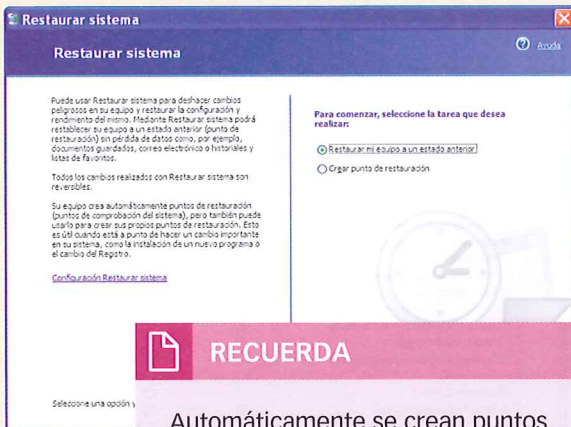 Restaurar sistema
Restaurar sistema
Ayuda
Puede usar Restaurar sistema para deshacer cambios
peligrosos en su equipo y restaurar la configuración y
rendimiento del mismo. Mediante Restaurar sistema podrá
restablecer su equipo a un estado anterior (punto de
restauración) sin pérdida de datos como, por ejemplo,
documentos guardados, correo electrónico o historiales y
listas de favoritos.
Todos los cambios realizados con Restaurar sistema son
reversibles.
Su equipo crea automáticamente puntos de restauración
(puntos de comprobación del sistema), pero también puede
usarlo para crear sus propios puntos de restauración. Esto
es útil cuando está a punto de hacer un cambio importante
en su sistema, como la instalación de un nuevo programa o
el cambio del Registro.
Configuración Restaurar sistema
Para comenzar, seleccione la tarea que desea
realizar:
Restaurar mi equipo a un estado anterior
Crear punto de restauración
Seleccione una opción y
RECUERDA
Automáticamente se crean puntos